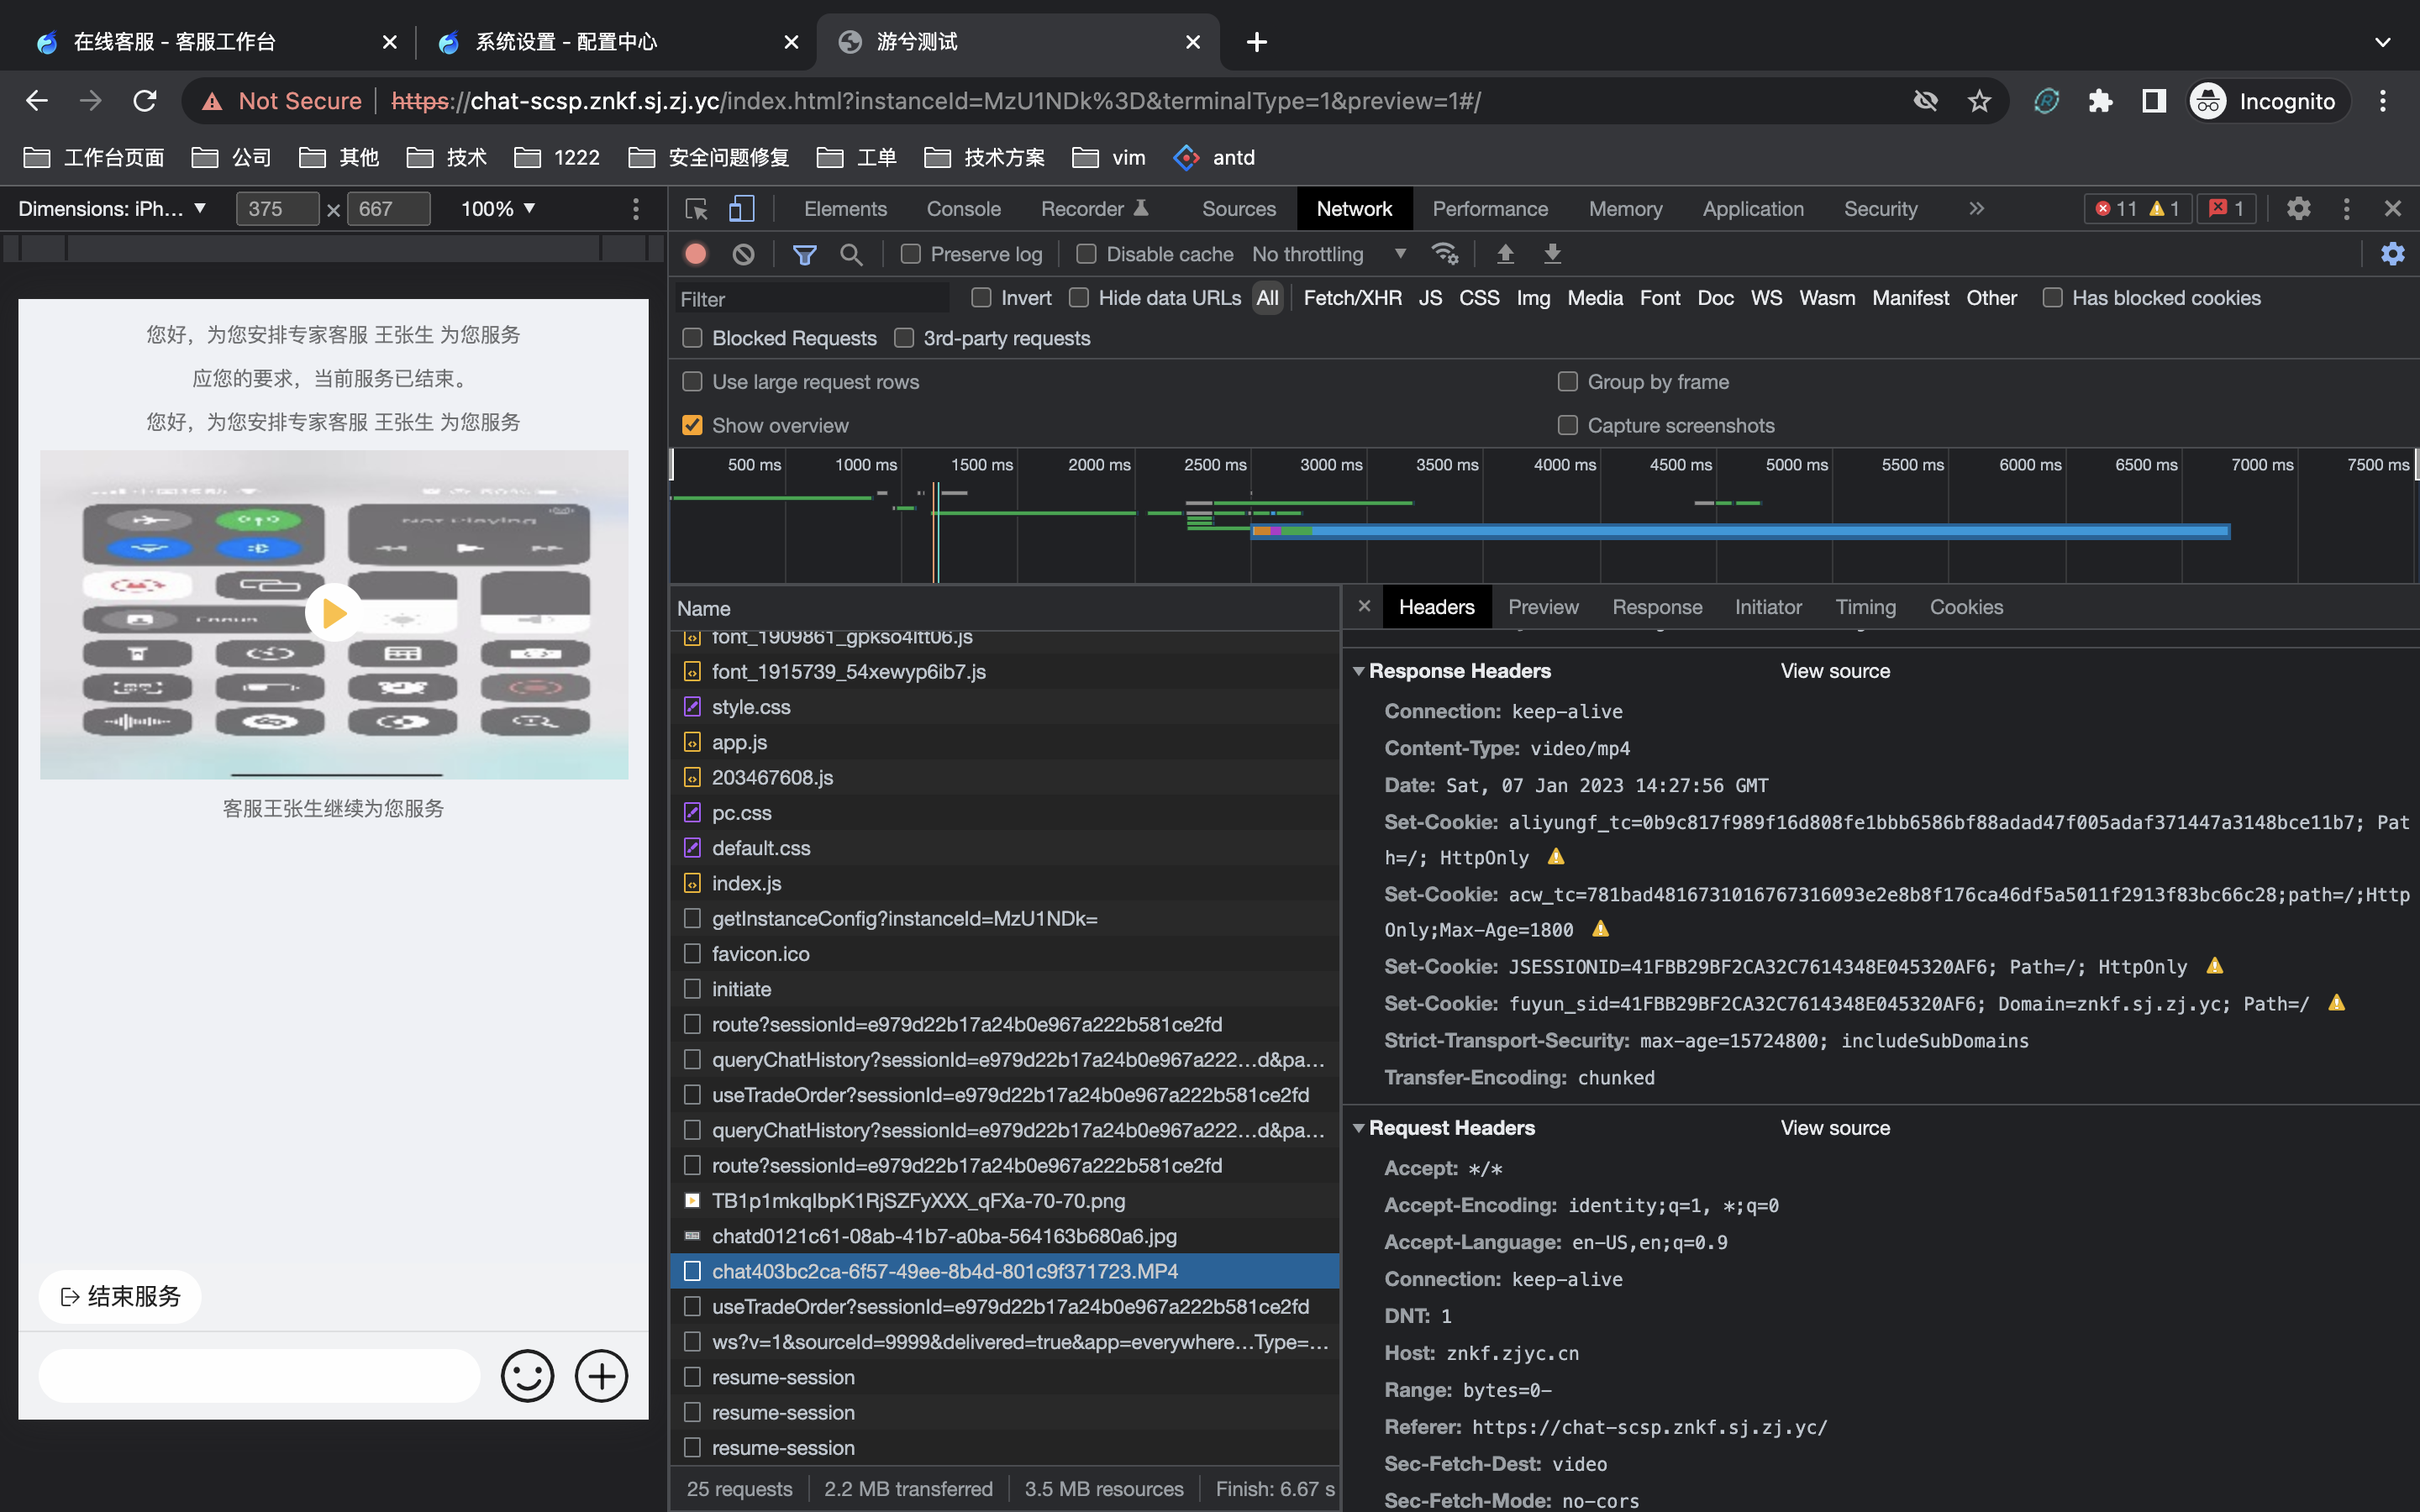 在线客服 - 客服工作台
系统设置 - 配置中心
游兮测试
Not Secure
https://chat-scsp.znkf.sj.zj.yc/index.html?instanceId=MzU1NDk%3D&terminalType=1&preview=1#/
Incognito
工作台页面
公司
其他
技术
1222
安全问题修复
工单
技术方案
vim
antd
Dimensions: iPh... ▼ 375 × 667 100% ▼
Elements
Console
Recorder
Sources
Network
Performance
Memory
Application
Security
»
11
1
1
Preserve log
Disable cache
No throttling
Filter
Invert
Hide data URLs
All
Fetch/XHR
JS
CSS
Img
Media
Font
Doc
WS
Wasm
Manifest
Other
Has blocked cookies
Blocked Requests
3rd-party requests
Use large request rows
Group by frame
Show overview
Capture screenshots
500 ms
1000 ms
1500 ms
2000 ms
2500 ms
3000 ms
3500 ms
4000 ms
4500 ms
5000 ms
5500 ms
6000 ms
6500 ms
7000 ms
7500 ms
您好，为您安排专家客服 王张生 为您服务
应您的要求，当前服务已结束。
您好，为您安排专家客服 王张生 为您服务
Not Playing
客服王张生继续为您服务
结束服务
Name
font_1909861_gpkso4ltt06.js
font_1915739_54xewyp6ib7.js
style.css
app.js
203467608.js
pc.css
default.css
index.js
getInstanceConfig?instanceId=MzU1NDk=
favicon.ico
initiate
route?sessionId=e979d22b17a24b0e967a222b581ce2fd
queryChatHistory?sessionId=e979d22b17a24b0e967a222...d&pa...
useTradeOrder?sessionId=e979d22b17a24b0e967a222b581ce2fd
queryChatHistory?sessionId=e979d22b17a24b0e967a222...d&pa...
route?sessionId=e979d22b17a24b0e967a222b581ce2fd
TB1p1mkqIbpK1RjSZFyXXX_qFXa-70-70.png
chatd0121c61-08ab-41b7-a0ba-564163b680a6.jpg
chat403bc2ca-6f57-49ee-8b4d-801c9f371723.MP4
useTradeOrder?sessionId=e979d22b17a24b0e967a222b581ce2fd
ws?v=1&sourceId=9999&delivered=true&app=everywhere...Type=...
resume-session
resume-session
resume-session
25 requests
2.2 MB transferred
3.5 MB resources
Finish: 6.67 s
Headers
Preview
Response
Initiator
Timing
Cookies
Response Headers
View source
Connection: keep-alive
Content-Type: video/mp4
Date: Sat, 07 Jan 2023 14:27:56 GMT
Set-Cookie: aliyungf_tc=0b9c817f989f16d808fe1bbb6586bf88adad47f005adaf371447a3148bce11b7; Pat
h=/; HttpOnly
Set-Cookie: acw_tc=781bad4816731016767316093e2e8b8f176ca46df5a5011f2913f83bc66c28;path=/;Http
Only;Max-Age=1800
Set-Cookie: JSESSIONID=41FBB29BF2CA32C7614348E045320AF6; Path=/; HttpOnly
Set-Cookie: fuyun_sid=41FBB29BF2CA32C7614348E045320AF6; Domain=znkf.sj.zj.yc; Path=/
Strict-Transport-Security: max-age=15724800; includeSubDomains
Transfer-Encoding: chunked
Request Headers
View source
Accept: */*
Accept-Encoding: identity;q=1, *;q=0
Accept-Language: en-US,en;q=0.9
Connection: keep-alive
DNT: 1
Host: znkf.zjyc.cn
Range: bytes=0-
Referer: https://chat-scsp.znkf.sj.zj.yc/
Sec-Fetch-Dest: video
Sec-Fetch-Mode: no-cors